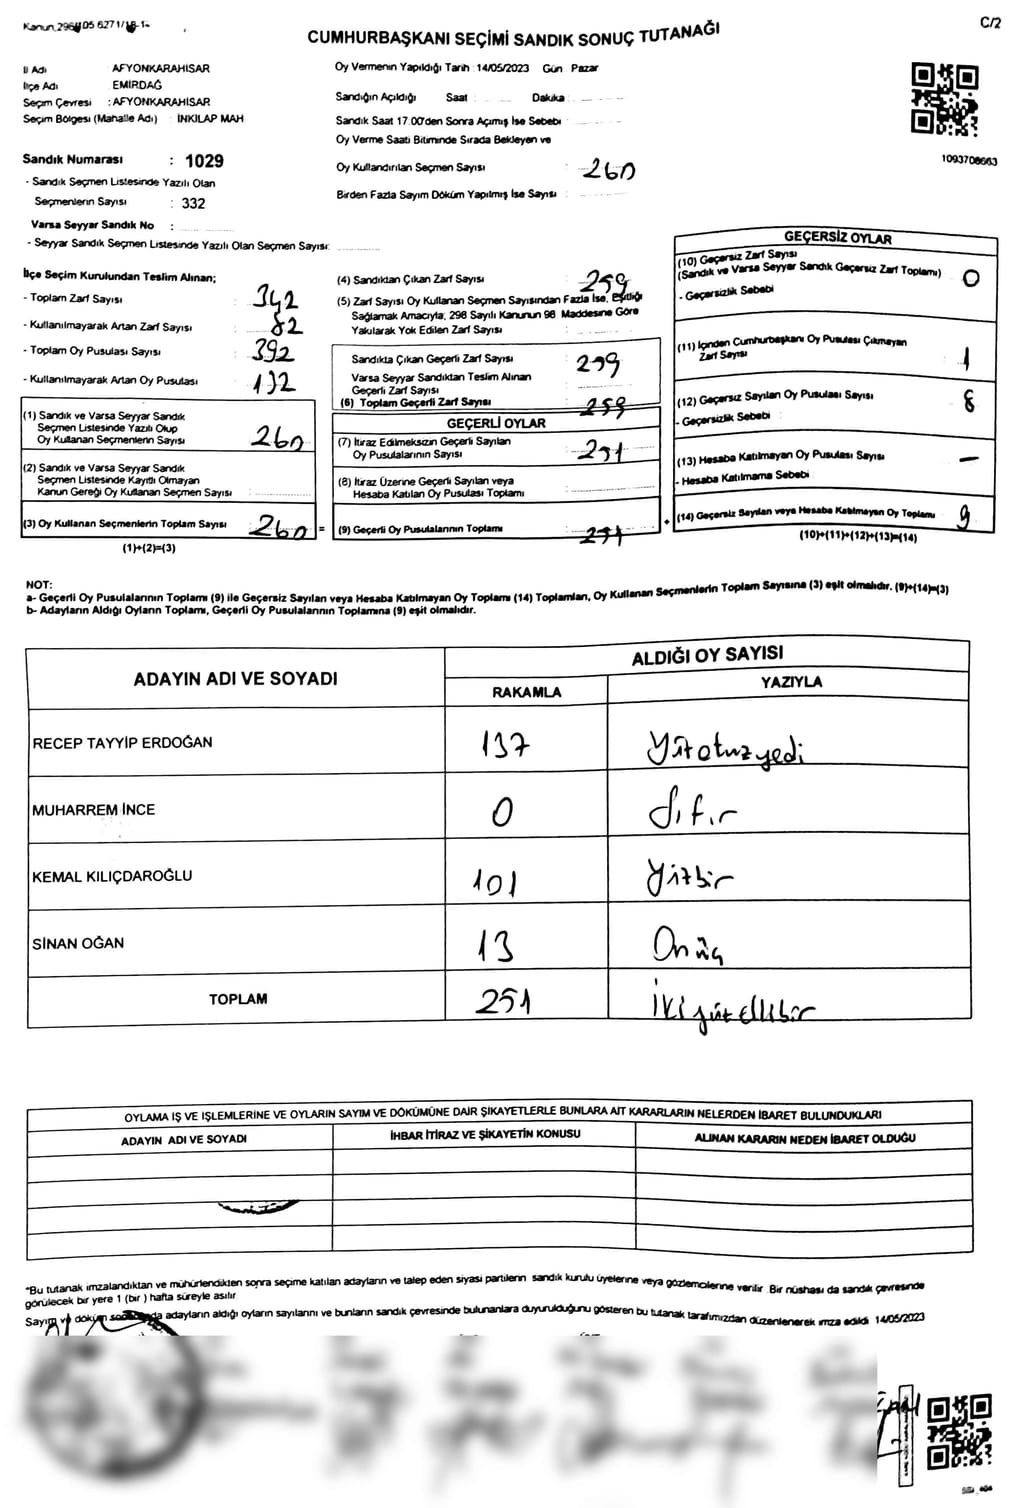 C/2
CUMHURBAŞKANI SEÇİMİ SANDIK SONUÇ TUTANAĞI
İl Adı AFYONKARAHİSAR
İlçe Adı EMİRDAĞ
Seçim Çevresi : AFYONKARAHİSAR
Seçim Bölgesi (Mahalle Adı) : İNKILAP MAH
Sandık Numarası : 1029
- Sandık Seçmen Listesinde Yazılı Olan
Seçmenlerin Sayısı : 332
Varsa Seyyar Sandık No :
- Seyyar Sandık Seçmen Listesinde Yazılı Olan Seçmen Sayısı:
Oy Vermenin Yapıldığı Tarih : 14/05/2023 Gün Pazar
Sandığın Açıldığı Saat : Dakika :
Sandık Saat 17.00'den Sonra Açmış İse Sebebi
Oy Verme Saati Bitiminde Sırada Bekleyen ve
Oy Kullandırılan Seçmen Sayısı : 260
Birden Fazla Sayım Döküm Yapılmış İse Sayısı :
1093708663
İlçe Seçim Kurulundan Teslim Alınan;
- Toplam Zarf Sayısı : 342
- Kullanılmayarak Artan Zarf Sayısı : 82
- Toplam Oy Pusulası Sayısı : 392
- Kullanılmayarak Artan Oy Pusulası : 132
(1) Sandık ve Varsa Seyyar Sandık
Seçmen Listesinde Yazılı Olup
Oy Kullanan Seçmenlerin Sayısı : 260
(2) Sandık ve Varsa Seyyar Sandık
Seçmen Listesinde Kayıtlı Olmayan
Kanun Gereği Oy Kullanan Seçmen Sayısı :
(3) Oy Kullanan Seçmenlerin Toplam Sayısı : 260 =
(1)+(2)=(3)
(4) Sandıktan Çıkan Zarf Sayısı : 259
(5) Zarf Sayısı Oy Kullanan Seçmen Sayısından Fazla İse, Eşitliği
Sağlamak Amacıyla; 298 Sayılı Kanunun 98 Maddesine Göre
Yakılarak Yok Edilen Zarf Sayısı :
Sandıkta Çıkan Geçerli Zarf Sayısı : 259
Varsa Seyyar Sandıktan Teslim Alınan
Geçerli Zarf Sayısı
(6) Toplam Geçerli Zarf Sayısı : 259
GEÇERLİ OYLAR
(7) İtiraz Edilmeksizin Geçerli Sayılan
Oy Pusulalarının Sayısı : 251
(8) İtiraz Üzerine Geçerli Sayılan veya
Hesaba Katılan Oy Pusulası Toplamı
(9) Geçerli Oy Pusulalarının Toplamı : 251 +
GEÇERSİZ OYLAR
(10) Geçersiz Zarf Sayısı
(Sandık ve Varsa Seyyar Sandık Geçersiz Zarf Toplamı) 0
- Geçersizlik Sebebi
(11) İçinden Cumhurbaşkanı Oy Pusulası Çıkmayan
Zarf Sayısı 1
(12) Geçersiz Sayılan Oy Pusulası Sayısı 8
- Geçersizlik Sebebi :
(13) Hesaba Katılmayan Oy Pusulası Sayısı –
- Hesaba Katılmama Sebebi
(14) Geçersiz Sayılan veya Hesaba Katılmayan Oy Toplamı 9
(10)+(11)+(12)+(13)=(14)
NOT:
a- Geçerli Oy Pusulalarının Toplamı (9) ile Geçersiz Sayılan veya Hesaba Katılmayan Oy Toplamı (14) Toplamları, Oy Kullanan Seçmenlerin Toplam Sayısına (3) eşit olmalıdır. (9)+(14)=(3)
b- Adayların Aldığı Oyların Toplamı, Geçerli Oy Pusulalarının Toplamına (9) eşit olmalıdır.
ADAYIN ADI VE SOYADI ALDIĞI OY SAYISI
RAKAMLA YAZIYLA
RECEP TAYYİP ERDOĞAN 137 Yüzotuzyedi
MUHARREM İNCE 0 Sıfır
KEMAL KILIÇDAROĞLU 101 Yüzbir
SİNAN OĞAN 13 Onüç
TOPLAM 251 İkiyüzellibir
OYLAMA İŞ VE İŞLEMLERİNE VE OYLARIN SAYIM VE DÖKÜMÜNE DAİR ŞİKAYETLERLE BUNLARA AİT KARARLARIN NELERDEN İBARET BULUNDUKLARI
ADAYIN ADI VE SOYADI İHBAR İTİRAZ VE ŞİKAYETİN KONUSU ALINAN KARARIN NEDEN İBARET OLDUĞU
*Bu tutanak imzalandıktan ve mühürlendikten sonra seçime katılan adayların ve talep eden siyasi partilerin sandık kurulu üyelerine veya gözlemcilerine verilir. Bir nüshası da sandık çevresinde
görülecek bir yere 1 (bir ) hafta süreyle asılır.
Sayım ve döküm adayların aldığı oyların sayılarını ve bunların sandık çevresinde bulunanlara duyurulduğunu gösteren bu tutanak tarafımızdan düzenlenerek imza edildi 14/05/2023